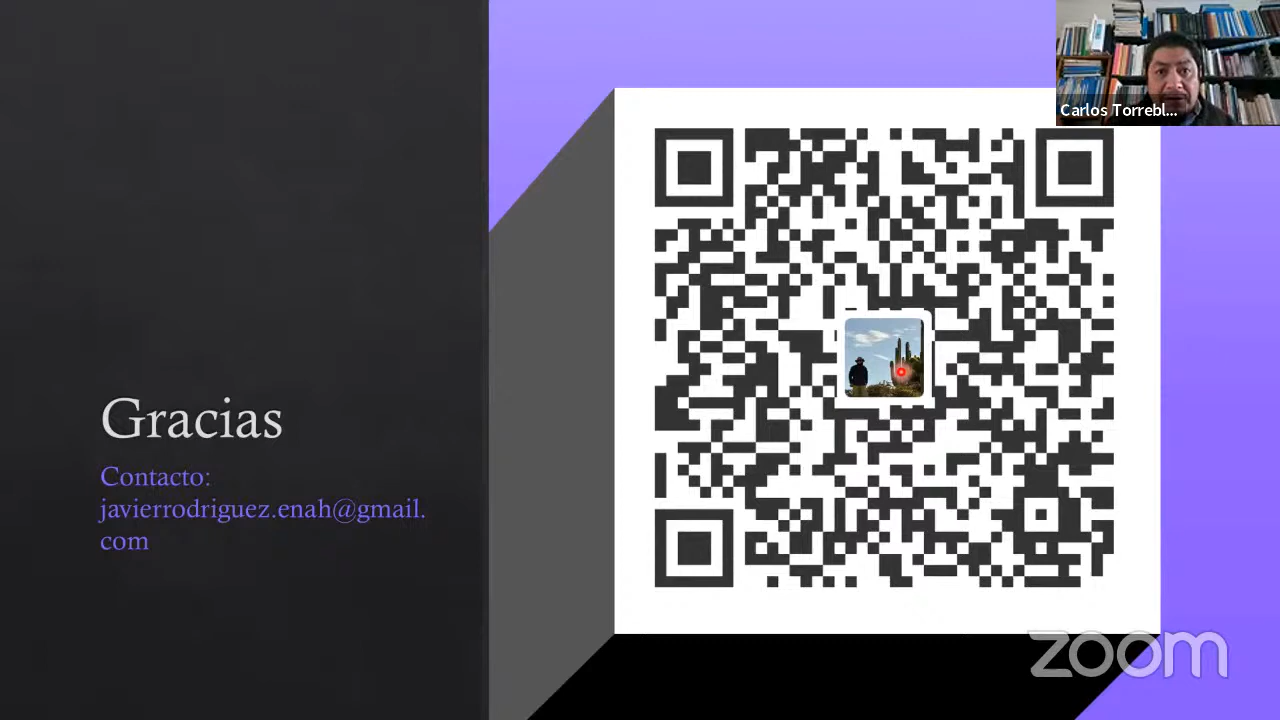 Carlos Torrebl...
Gracias
Contacto:
javierrodriguez.enah@gmail.
com
zoom